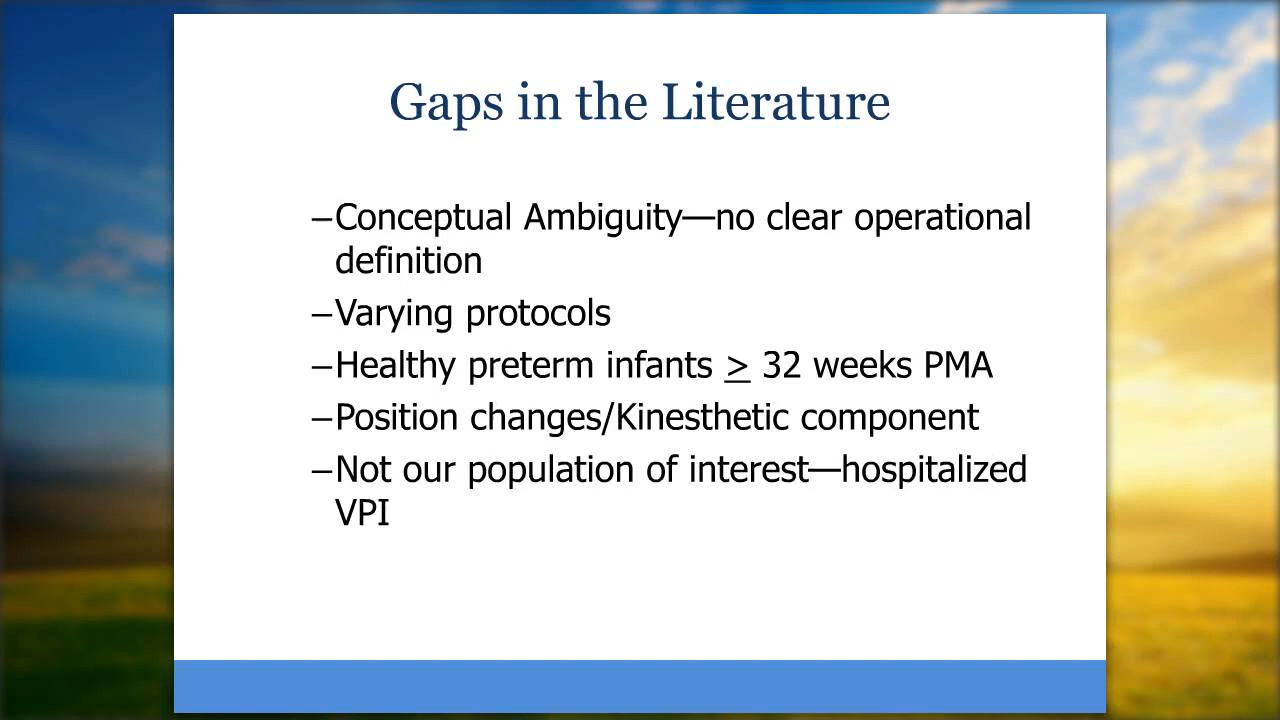 Gaps in the Literature
–Conceptual Ambiguity—no clear operational
definition
–Varying protocols
–Healthy preterm infants ≥ 32 weeks PMA
–Position changes/Kinesthetic component
–Not our population of interest—hospitalized
VPI